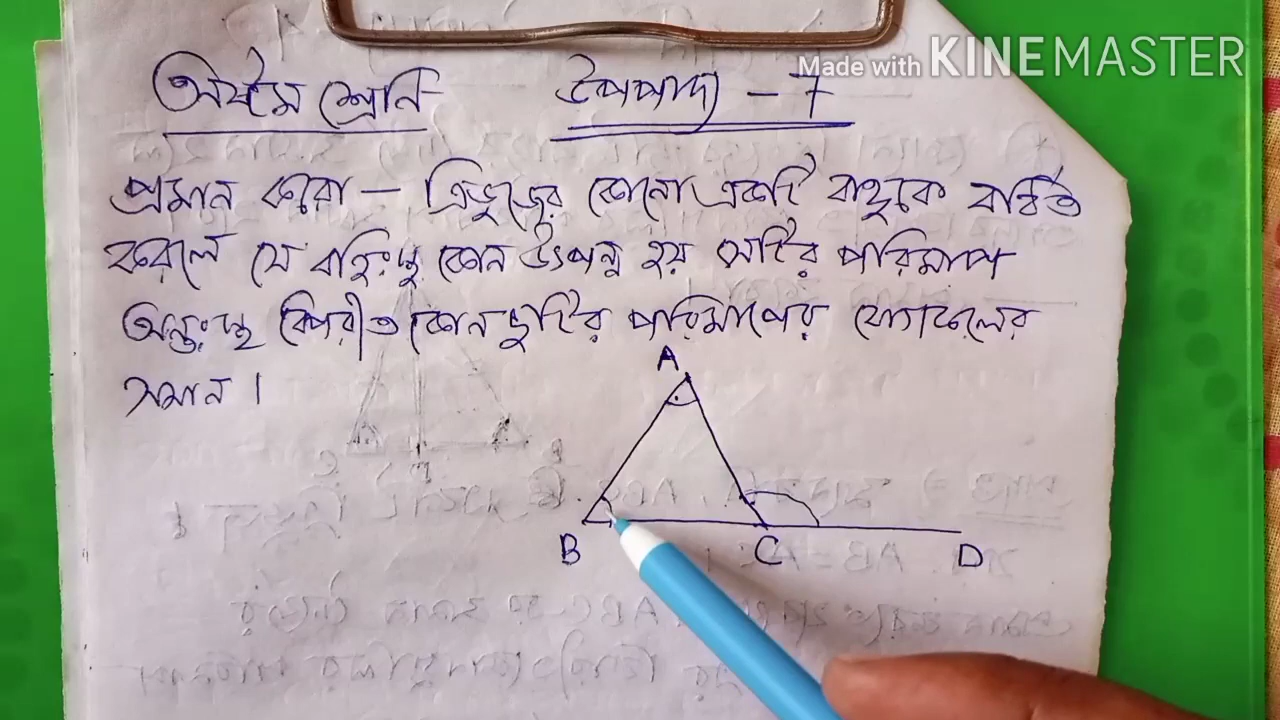 Made with KINEMASTER
অষ্টম শ্রেনি উপপাদ্য - 7
প্রমান করো - ত্রিভুজের কোনো একটি বাহুকে বর্ধিত
করলে যে বহিঃস্থ কোন উৎপন্ন হয় সেটির পরিমাপ
অন্তঃস্থ বিপরীত কোনদুটির পরিমাপের যোগফলের
সমান।
A
B C D